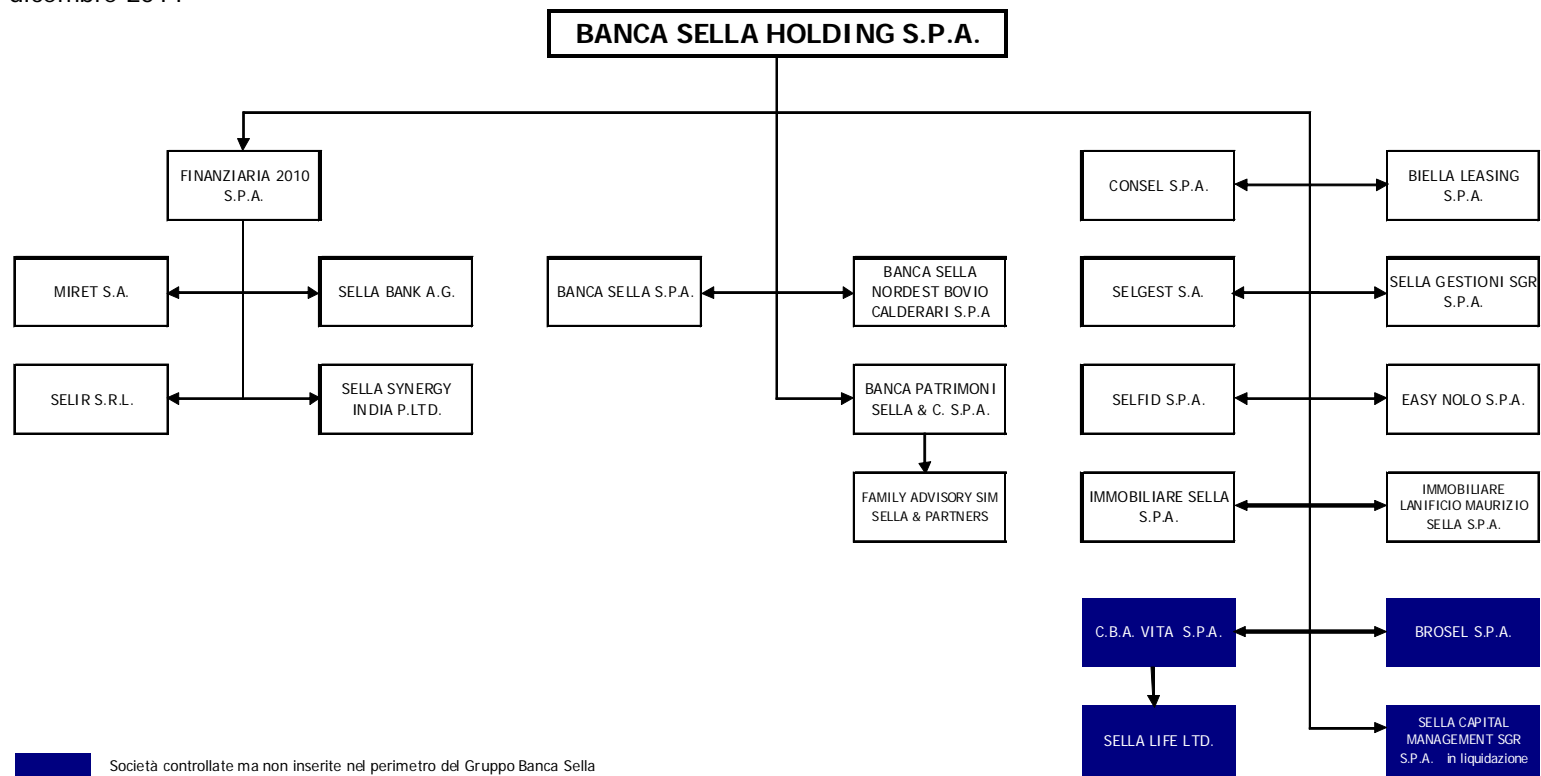 BANCA SELLA HOLDING S.P.A.
FINANZIARIA 2010
S.P.A.
CONSEL S.P.A.
BIELLA LEASING
S.P.A.
MIRET S.A.
SELLA BANK A.G.
BANCA SELLA S.P.A.
BANCA SELLA
NORDEST BOVIO
CALDERARI S.P.A
SELGEST S.A.
SELLA GESTIONI SGR
S.P.A.
SELIR S.R.L.
SELLA SYNERGY
INDIA P.LTD.
BANCA PATRIMONI
SELLA & C. S.P.A.
SELFID S.P.A.
EASY NOLO S.P.A.
FAMILY ADVISORY SIM
SELLA & PARTNERS
IMMOBILIARE SELLA
S.P.A.
IMMOBILIARE
LANIFICIO MAURIZIO
SELLA S.P.A.
C.B.A. VITA S.P.A.
BROSEL S.P.A.
SELLA LIFE LTD.
SELLA CAPITAL
MANAGEMENT SGR
S.P.A. in liquidazione
Società controllate ma non inserite nel perimetro del Gruppo Banca Sella